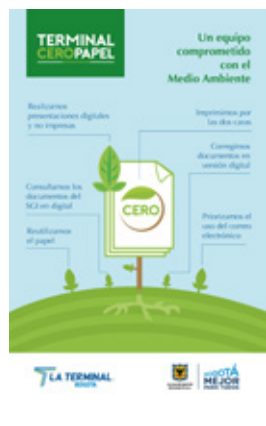 TERMINAL
CEROPAPEL
Un equipo
comprometido
con el
Medio Ambiente
Realizamos
presentaciones digitales
y no impresas
Imprimimos por
las dos caras
Corregimos
documentos en
versión digital
Consultamos los
documentos del
SGI en digital
Reutilizamos
el papel
Priorizamos el
uso del correo
electrónico
CERO
LA TERMINAL
BOGOTÁ
BOGOTÁ
MEJOR
PARA TODOS